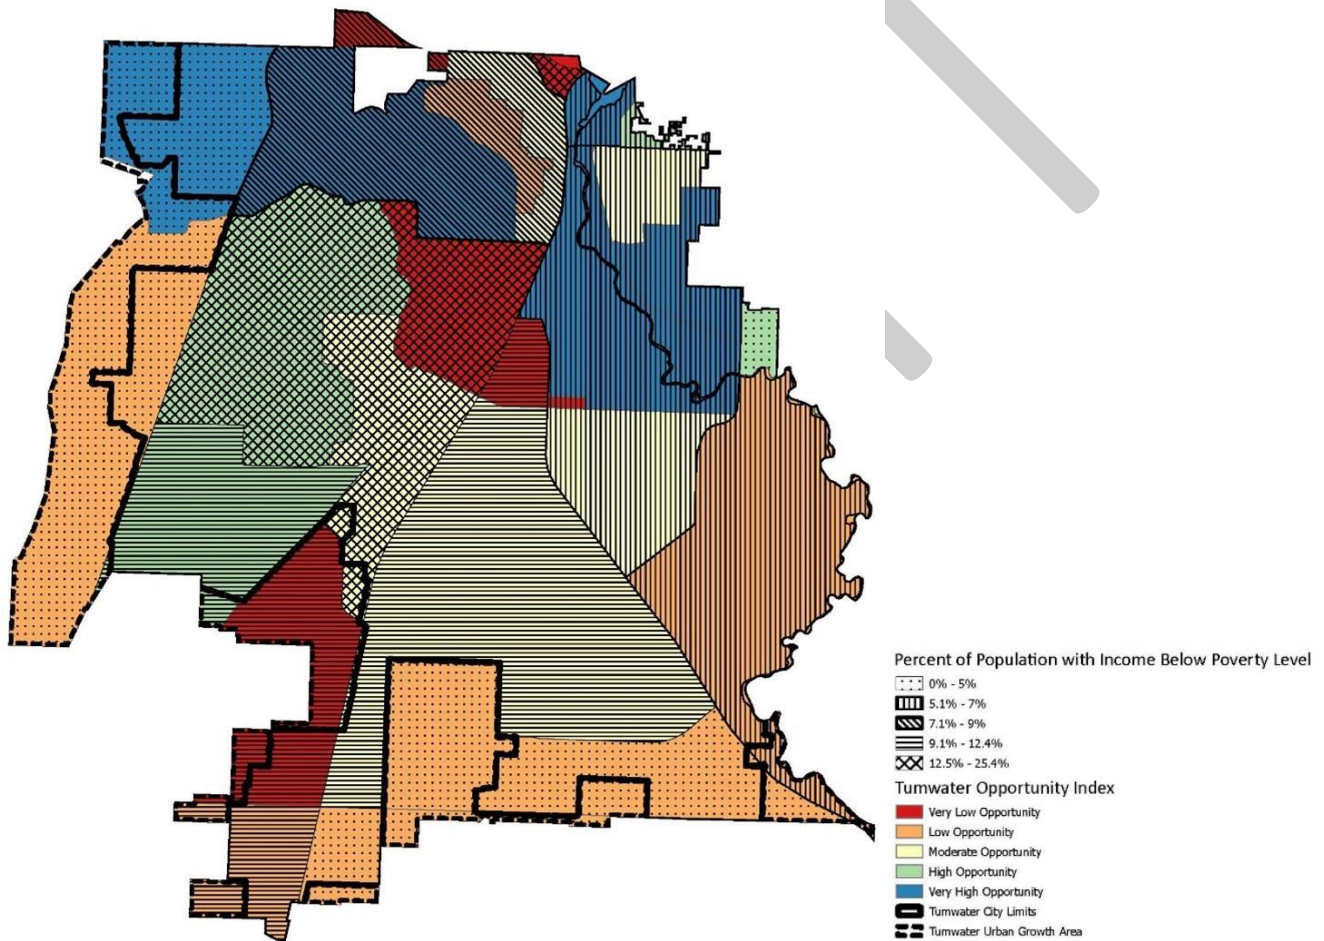 Percent of Population with Income Below Poverty Level
0% - 5%
5.1% - 7%
7.1% - 9%
9.1% - 12.4%
12.5% - 25.4%
Tumwater Opportunity Index
Very Low Opportunity
Low Opportunity
Moderate Opportunity
High Opportunity
Very High Opportunity
Tumwater City Limits
Tumwater Urban Growth Area